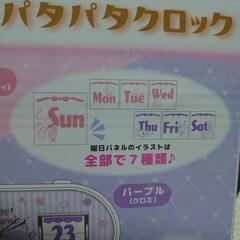 パタパタクロック
Sun
Mon Tue Wed
Thu Fri Sat
曜日パネルのイラストは
全部で7種類♪
パープル
(クロミ)
23